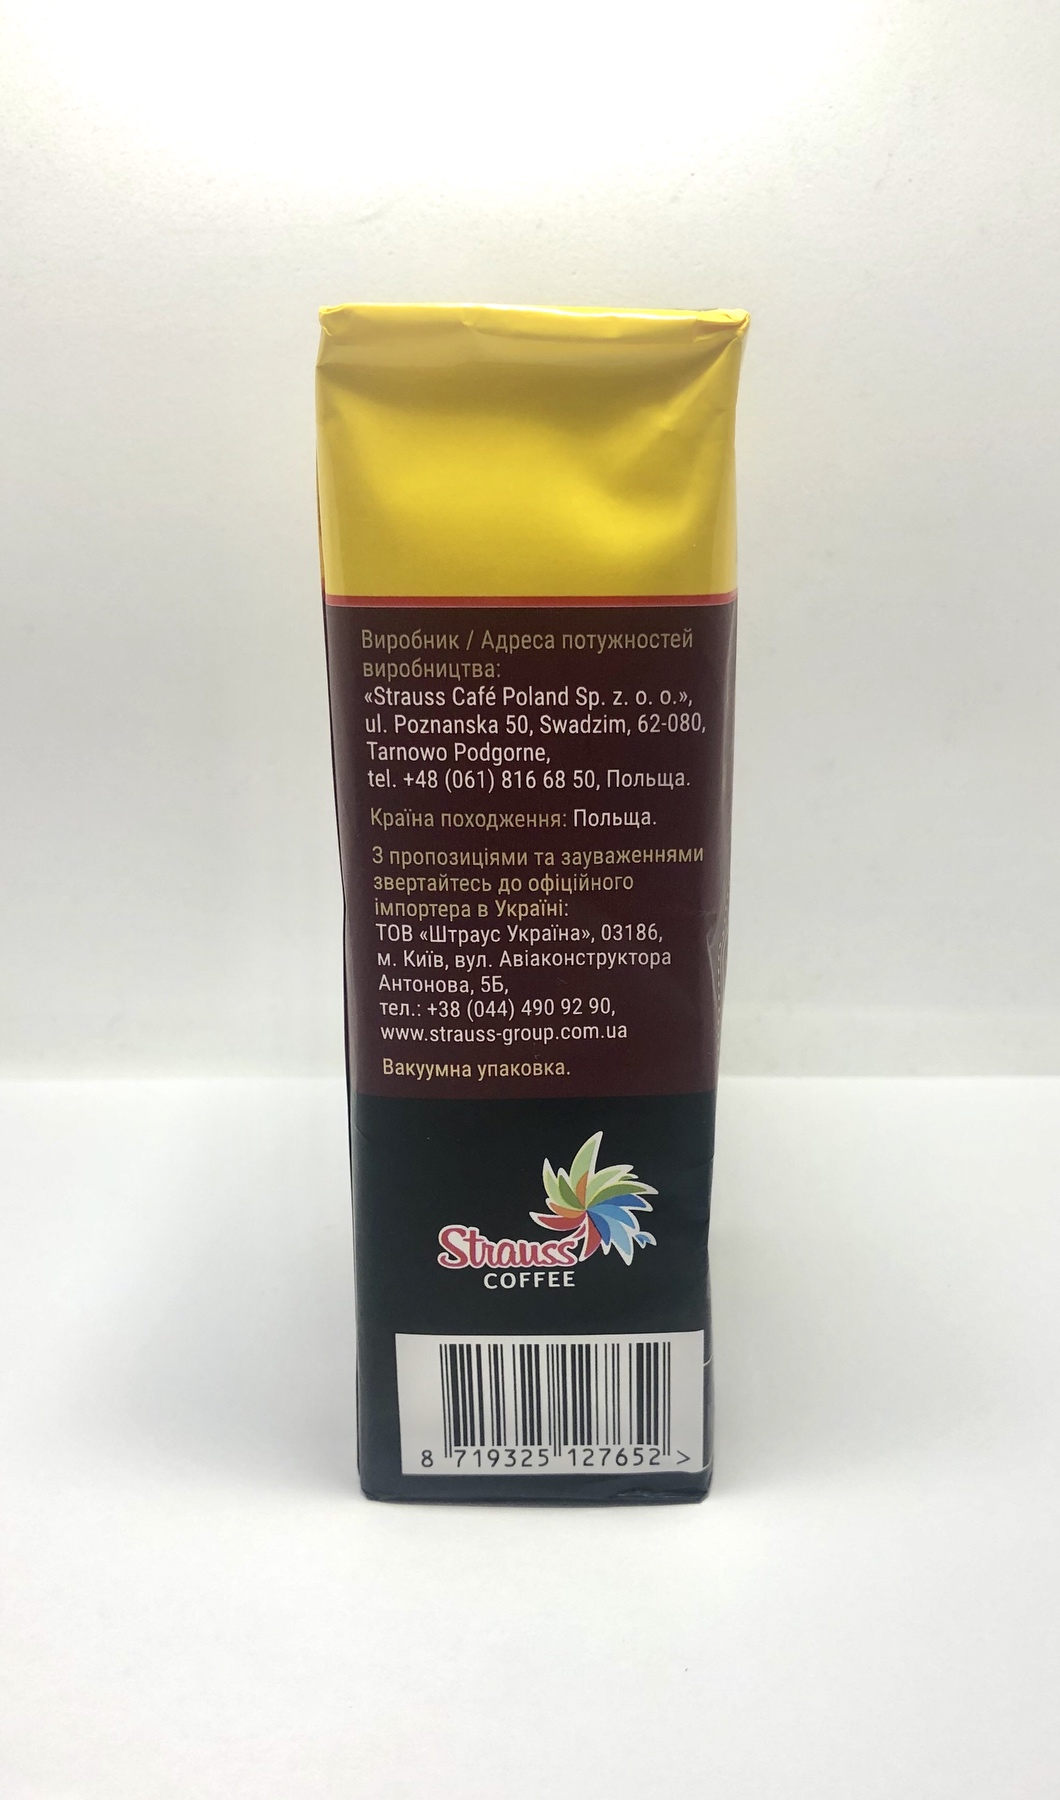 Виробник / Адреса потужностей
виробництва:
«Strauss Café Poland Sp. z. o. o.»,
ul. Poznanska 50, Swadzim, 62-080,
Tarnowo Podgorne,
tel. +48 (061) 816 68 50, Польща.
Країна походження: Польща.
З пропозиціями та зауваженнями
звертайтесь до офіційного
імпортера в Україні:
ТОВ «Штраус Україна», 03186,
м. Київ, вул. Авіаконструктора
Антонова, 5Б,
тел.: +38 (044) 490 92 90,
www.strauss-group.com.ua
Вакуумна упаковка.
Strauss
COFFEE
8 719325 127652 >